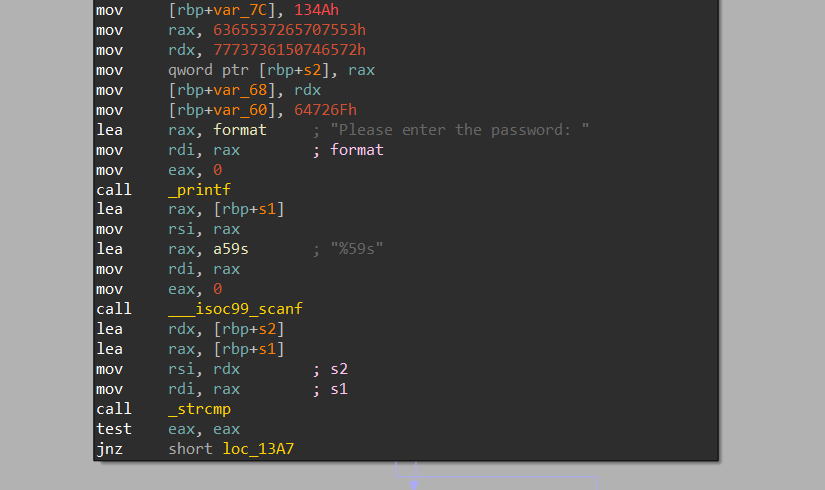 mov [rbp+var_7C], 134Ah
mov rax, 6365537265707553h
mov rdx, 7773736150746572h
mov qword ptr [rbp+s2], rax
mov [rbp+var_68], rdx
mov [rbp+var_60], 64726Fh
lea rax, format ; "Please enter the password: "
mov rdi, rax ; format
mov eax, 0
call _printf
lea rax, [rbp+s1]
mov rsi, rax
lea rax, a59s ; "%59s"
mov rdi, rax
mov eax, 0
call ___isoc99_scanf
lea rdx, [rbp+s2]
lea rax, [rbp+s1]
mov rsi, rdx ; s2
mov rdi, rax ; s1
call _strcmp
test eax, eax
jnz short loc_13A7